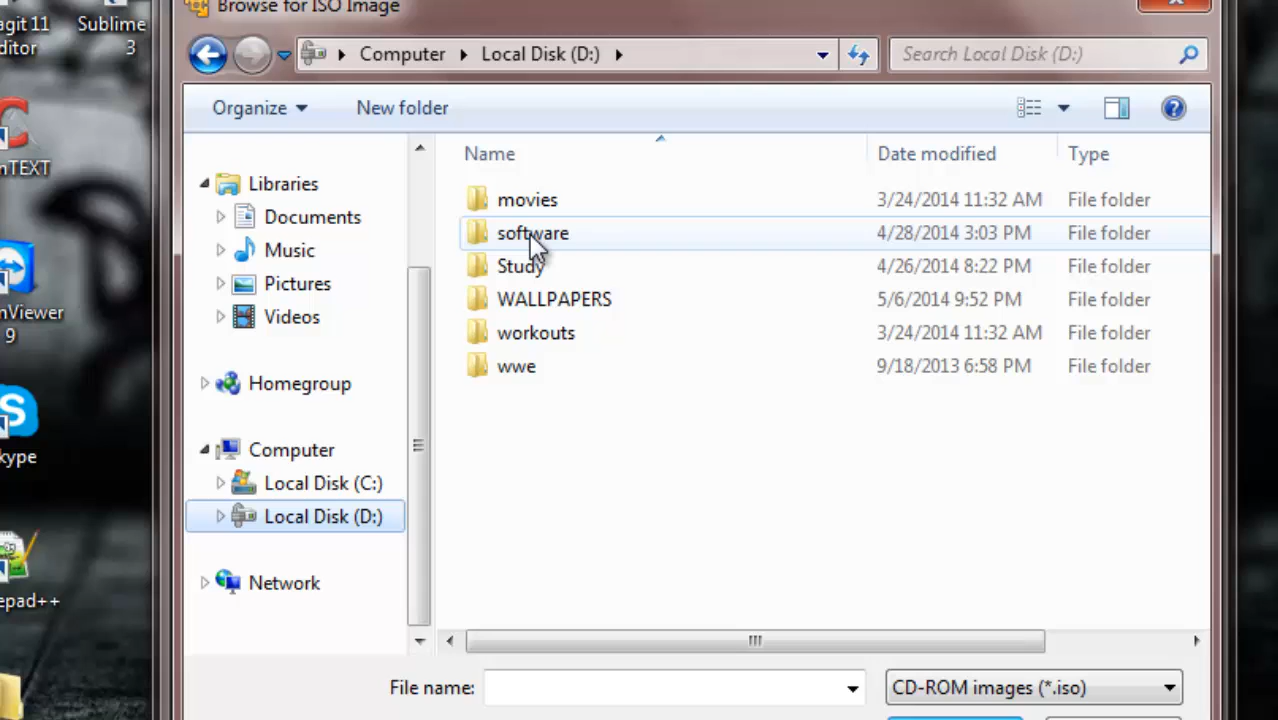 Browse for ISO Image
agit 11
ditor
Sublime
3
Computer
Local Disk (D:)
Search Local Disk (D:)
Organize
New folder
nTEXT
Name
Date modified
Type
Libraries
Documents
Music
Pictures
Videos
Homegroup
Computer
Local Disk (C:)
Local Disk (D:)
Network
movies
3/24/2014 11:32 AM
File folder
software
4/28/2014 3:03 PM
File folder
Study
4/26/2014 8:22 PM
File folder
WALLPAPERS
5/6/2014 9:52 PM
File folder
workouts
3/24/2014 11:32 AM
File folder
wwe
9/18/2013 6:58 PM
File folder
mViewer
9
kype
epad++
File name:
CD-ROM images (*.iso)